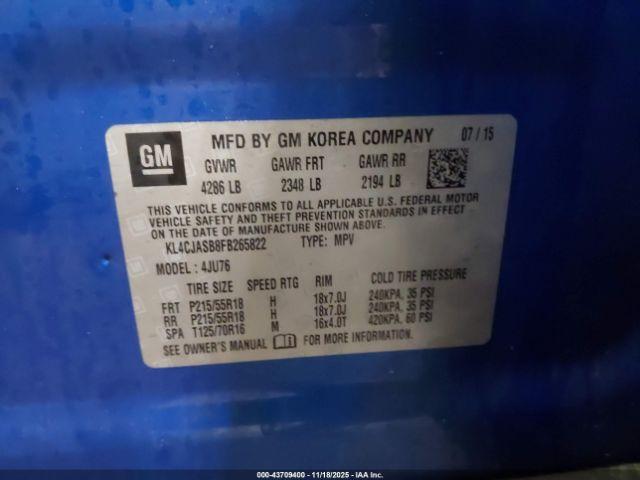 GM
MFD BY GM KOREA COMPANY 07/15
GVWR GAWR FRT GAWR RR
4286 LB 2348 LB 2194 LB
THIS VEHICLE CONFORMS TO ALL APPLICABLE U.S. FEDERAL MOTOR
VEHICLE SAFETY AND THEFT PREVENTION STANDARDS IN EFFECT
ON THE DATE OF MANUFACTURE SHOWN ABOVE.
KL4CJASB8FB265822 TYPE: MPV
MODEL: 4JU76
TIRE SIZE SPEED RTG RIM COLD TIRE PRESSURE
FRT P215/55R18 H 18x7.0J 240KPA, 35 PSI
RR P215/55R18 H 18x7.0J 240KPA, 35 PSI
SPA T125/70R16 M 16x4.0T 420KPA, 60 PSI
SEE OWNER'S MANUAL FOR MORE INFORMATION.
000-43709400 - 11/18/2025 - IAAI.com